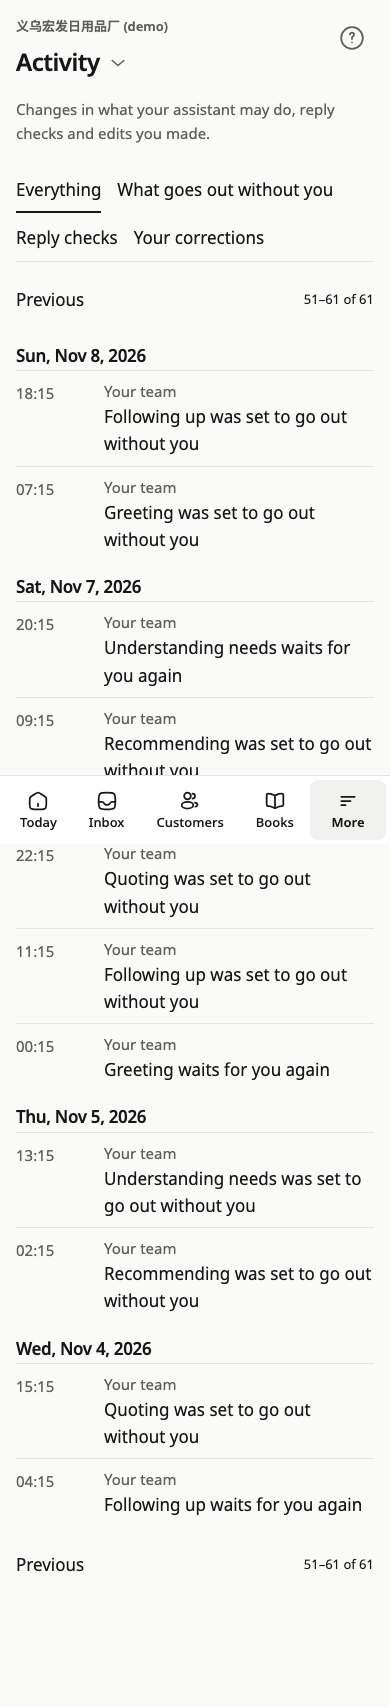 义乌宏发日用品厂 (demo)
Activity
Changes in what your assistant may do, reply
checks and edits you made.
Everything
What goes out without you
Reply checks
Your corrections
Previous
51–61 of 61
Sun, Nov 8, 2026
18:15
Your team
Following up was set to go out
without you
07:15
Your team
Greeting was set to go out
without you
Sat, Nov 7, 2026
20:15
Your team
Understanding needs waits for
you again
09:15
Your team
Recommending was set to go out
without you
Today
Inbox
Customers
Books
More
22:15
Your team
Quoting was set to go out
without you
11:15
Your team
Following up was set to go out
without you
00:15
Your team
Greeting waits for you again
Thu, Nov 5, 2026
13:15
Your team
Understanding needs was set to
go out without you
02:15
Your team
Recommending was set to go out
without you
Wed, Nov 4, 2026
15:15
Your team
Quoting was set to go out
without you
04:15
Your team
Following up waits for you again
Previous
51–61 of 61